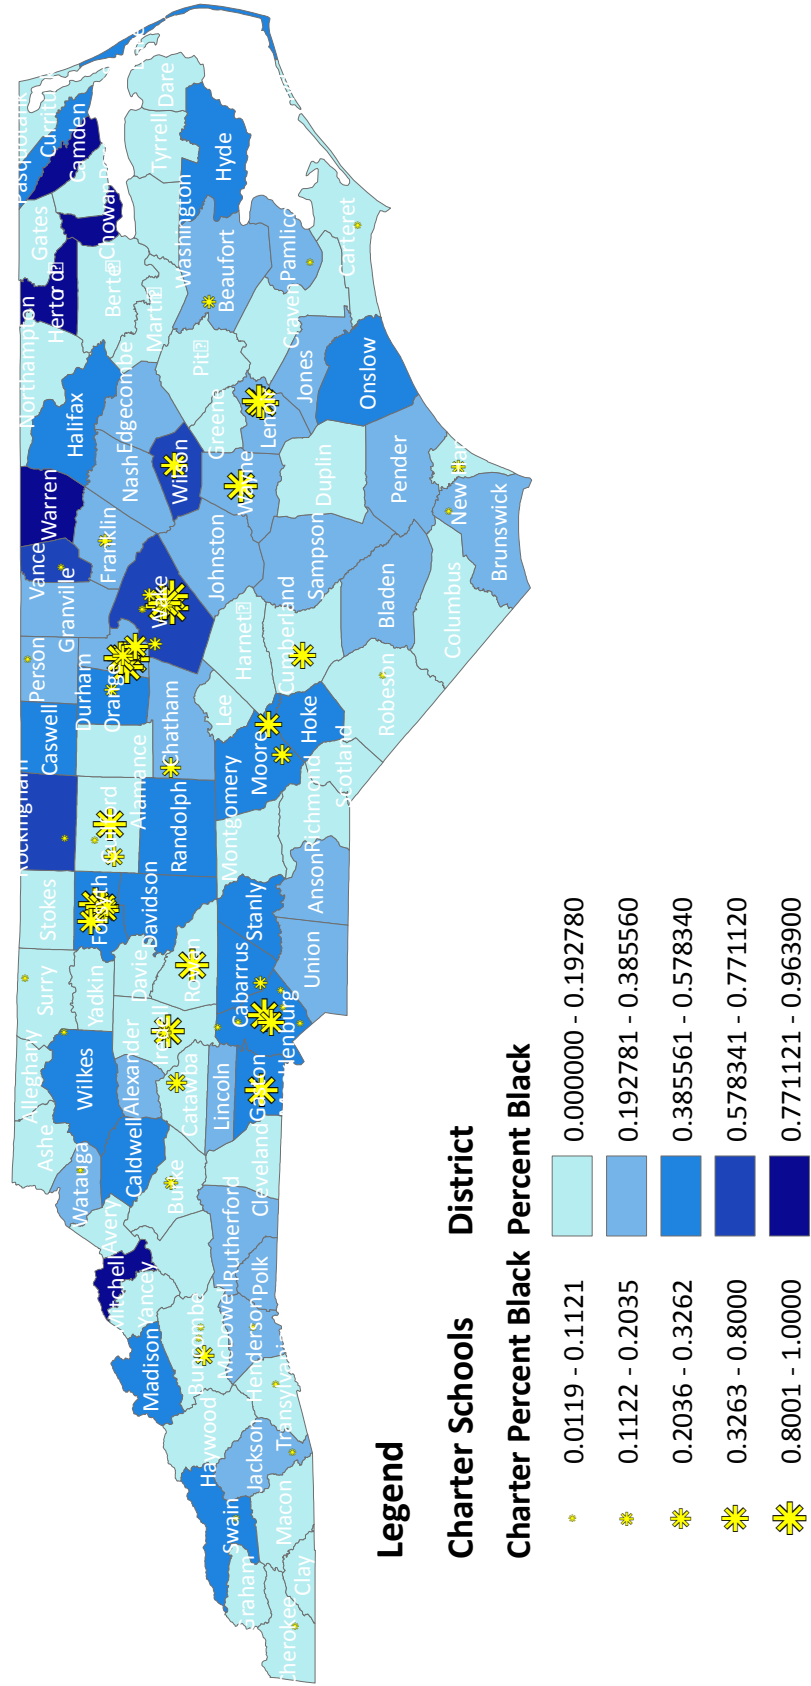 Cherokee
Graham
Clay
Macon
Swain
Jackson
Haywood
Transylvania
Henderson
Buncombe
Madison
Yancey
Mitchell
McDowell
Polk
Rutherford
Avery
Burke
Cleveland
Watauga
Caldwell
Ashe
Alleghany
Wilkes
Alexander
Catawba
Lincoln
Gaston
Iredell
Surry
Yadkin
Davie
Rowan
Cabarrus
Stanly
Union
Anson
Stokes
Forsyth
Davidson
Rockingham
Randolph
Montgomery
Richmond
Scotland
Moore
Hoke
Caswell
Alamance
Chatham
Lee
Orange
Durham
Person
Granville
Vance
Warren
Franklin
Wake
Harnet
Cumberland
Robeson
Johnston
Sampson
Bladen
Columbus
Brunswick
New
Pender
Duplin
Wayne
Wilson
Nash
Edgecombe
Halifax
Northampton
Greene
Lenoir
Jones
Onslow
Pit
Craven
Pamlico
Carteret
Beaufort
Hyde
Washington
Tyrrell
Dare
Gates
Chowan
Camden
Pasquotank
Legend
Charter Schools
Charter Percent Black
0.0119 - 0.1121
0.1122 - 0.2035
0.2036 - 0.3262
0.3263 - 0.8000
0.8001 - 1.0000
District
Percent Black
0.000000 - 0.192780
0.192781 - 0.385560
0.385561 - 0.578340
0.578341 - 0.771120
0.771121 - 0.963900